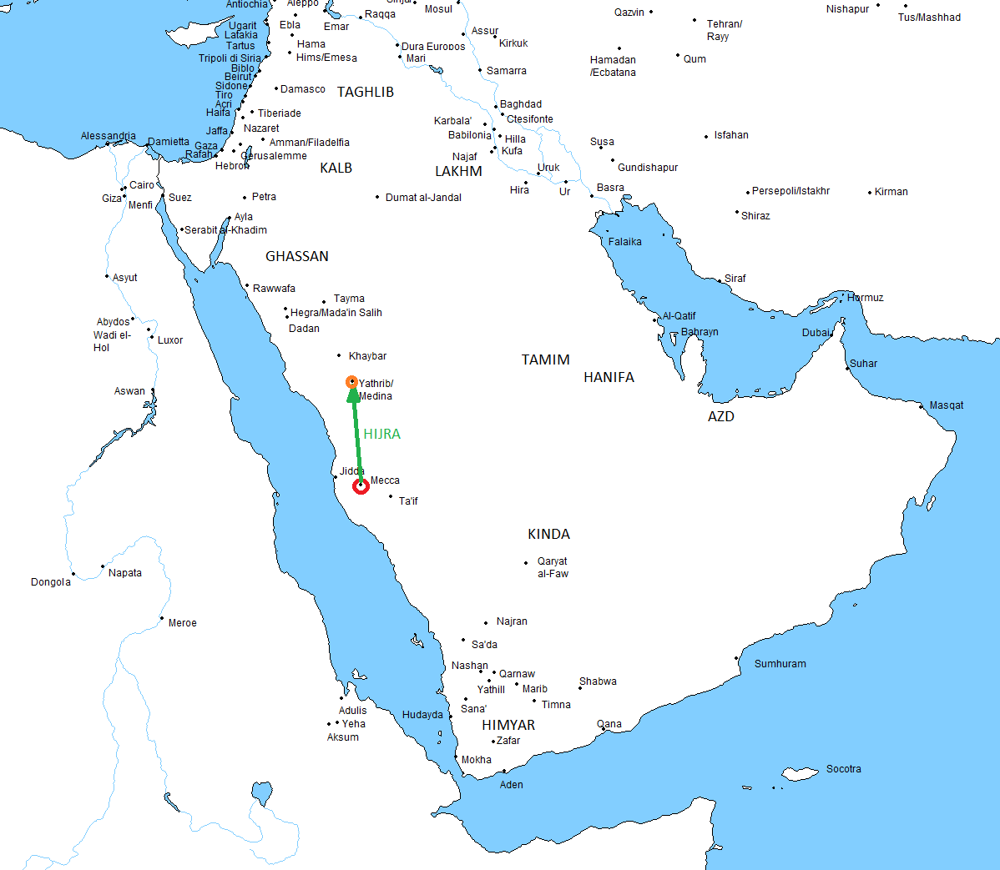 Antiochia
Aleppo
Sinjar
Mosul
Qazvin
Nishapur
Raqqa
Tus/Mashhad
Ugarit
Ebla
Emar
Tehran/
Rayy
Latakia
Assur
Tartus
Hama
Dura Europos
Kirkuk
Tripoli di Siria
Hims/Emesa
Mari
Hamadan
/Ecbatana
Qum
Biblo
Samarra
Beirut
Sidone
Damasco
TAGHLIB
Tiro
Acri
Baghdad
Haifa
Tiberiade
Karbala'
Ctesifonte
Jaffa
Nazaret
Babilonia
Hilla
Isfahan
Alessandria
Damietta
Gaza
Amman/Filadelfia
Susa
Rafah
Gerusalemme
Najaf
Kufa
Hebron
KALB
LAKHM
Uruk
Gundishapur
Cairo
Hira
Ur
Basra
Persepoli/Istakhr
Kirman
Giza
Menfi
Suez
Petra
Dumat al-Jandal
Ayla
Shiraz
Serabit al-Khadim
Falaika
GHASSAN
Asyut
Rawwafa
Siraf
Tayma
Hormuz
Hegra/Mada'in Salih
Al-Qatif
Abydos
Dadan
Bahrayn
Dubai
Wadi el-
Hol
Luxor
Khaybar
TAMIM
Suhar
HANIFA
Aswan
Yathrib/
Medina
Masqat
AZD
HIJRA
Jidda
Mecca
Ta'if
KINDA
Qaryat
al-Faw
Napata
Dongola
Meroe
Najran
Sa'da
Nashan
Qarnaw
Sumhuram
Yathill
Marib
Shabwa
Timna
Adulis
Sana'
Hudayda
Yeha
HIMYAR
Qana
Aksum
Zafar
Mokha
Socotra
Aden